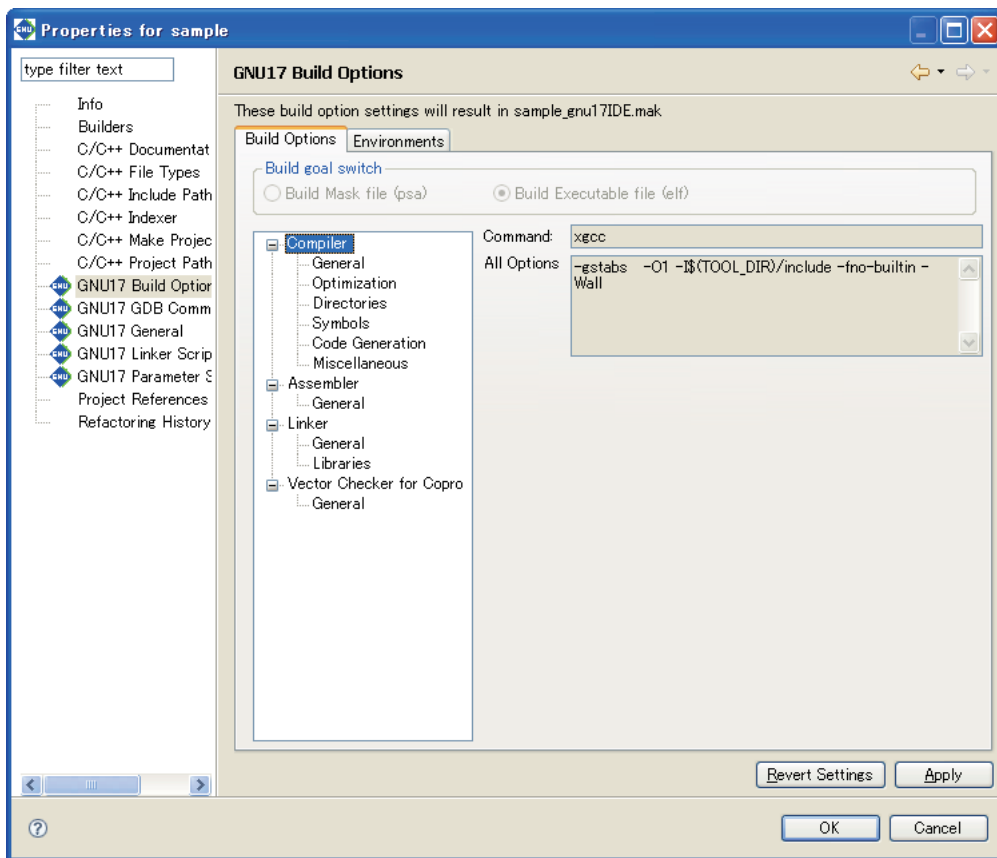 Properties for sample
type filter text
Info
Builders
C/C++ Documentat
C/C++ File Types
C/C++ Include Path
C/C++ Indexer
C/C++ Make Projec
C/C++ Project Path
GNU17 Build Option
GNU17 GDB Comm
GNU17 General
GNU17 Linker Scrip
GNU17 Parameter S
Project References
Refactoring History
GNU17 Build Options
These build option settings will result in sample_gnu17IDE.mak
Build Options
Environments
Build goal switch
Build Mask file (psa)
Build Executable file (elf)
Compiler
General
Optimization
Directories
Symbols
Code Generation
Miscellaneous
Assembler
General
Linker
General
Libraries
Vector Checker for Copro
General
Command:
xgcc
All Options
-gstabs -O1 -I$(TOOL_DIR)/include -fno-builtin -
Wall
Revert Settings
Apply
OK
Cancel